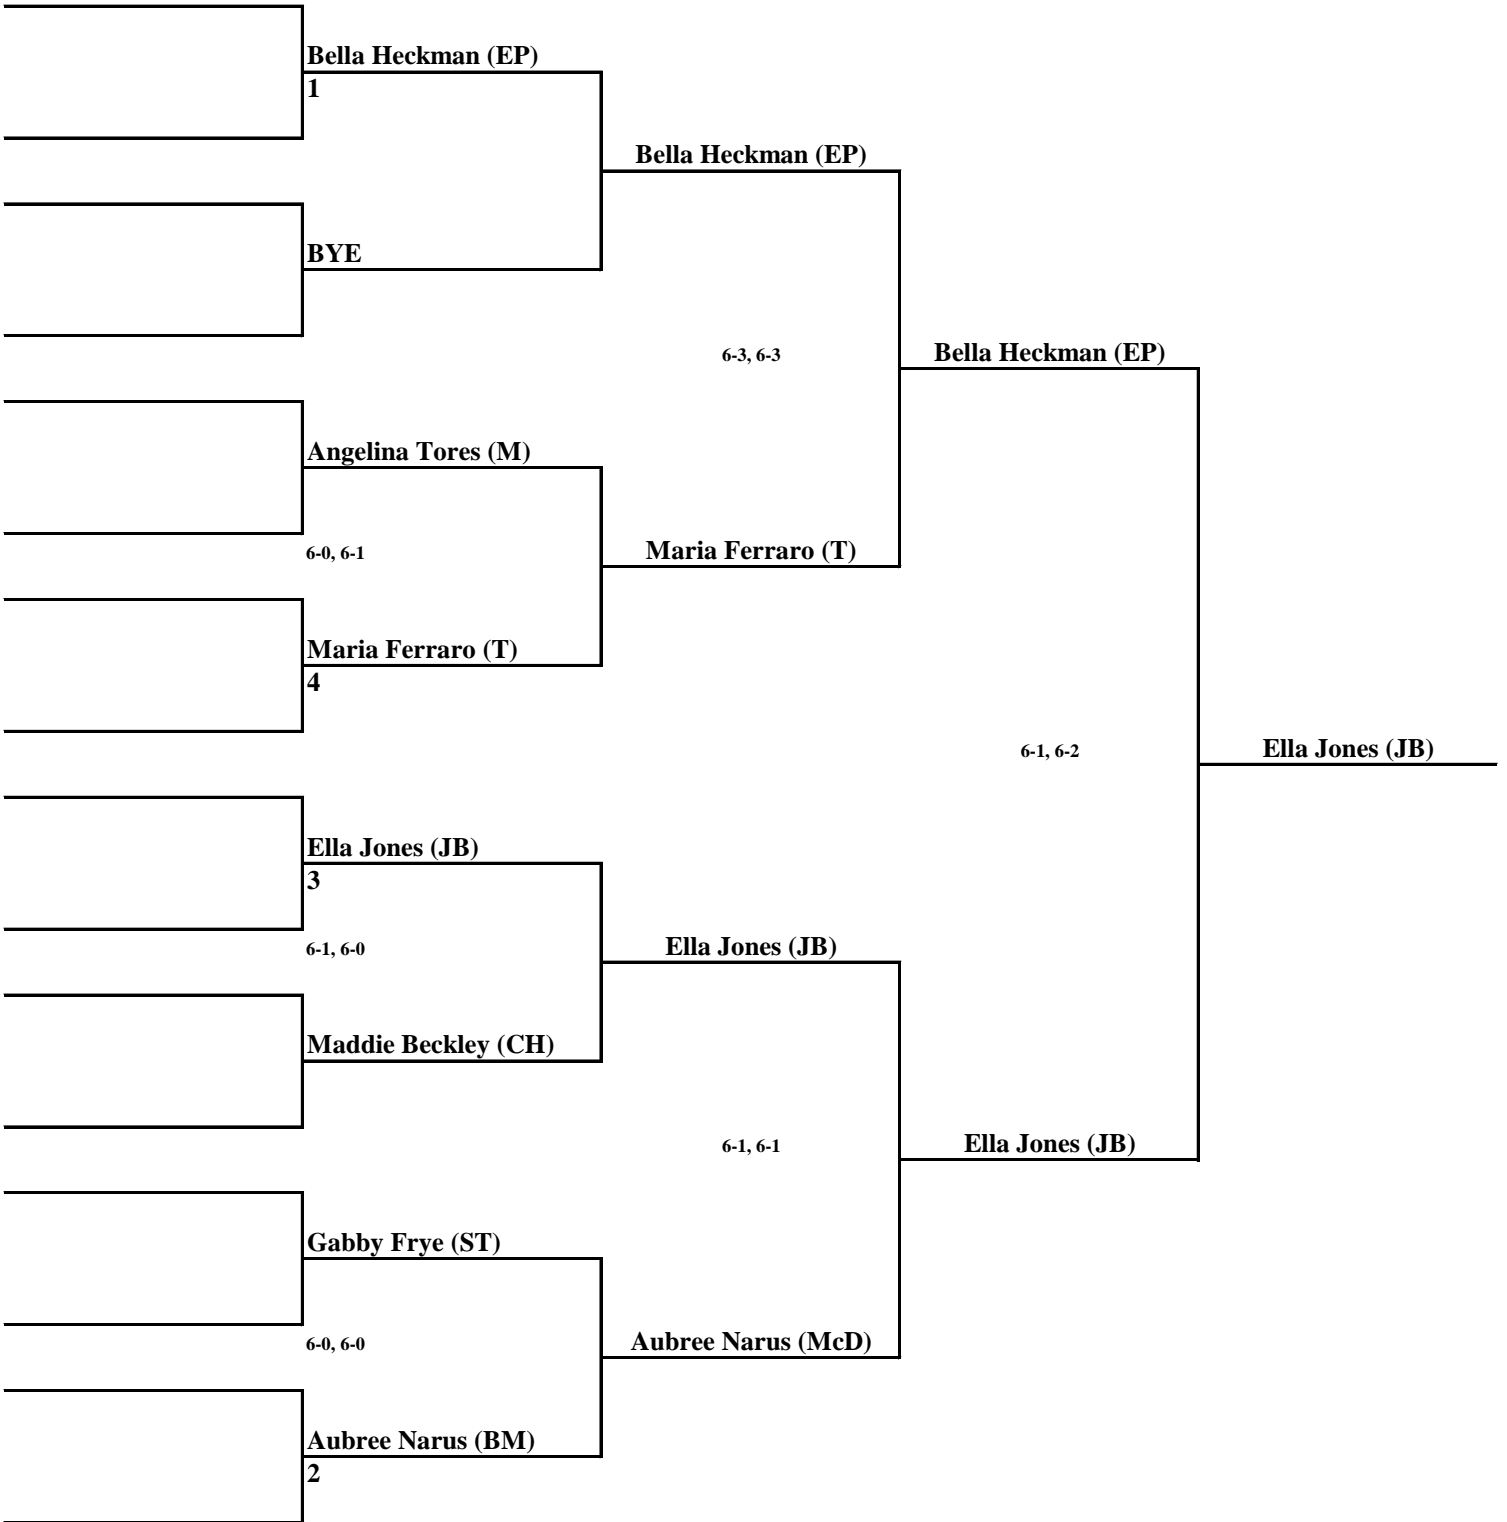 Bella Heckman (EP)
1
Bella Heckman (EP)
BYE
6-3, 6-3
Bella Heckman (EP)
Angelina Tores (M)
6-0, 6-1
Maria Ferraro (T)
Maria Ferraro (T)
4
6-1, 6-2
Ella Jones (JB)
Ella Jones (JB)
3
6-1, 6-0
Ella Jones (JB)
Maddie Beckley (CH)
6-1, 6-1
Ella Jones (JB)
Gabby Frye (ST)
6-0, 6-0
Aubree Narus (McD)
Aubree Narus (BM)
2